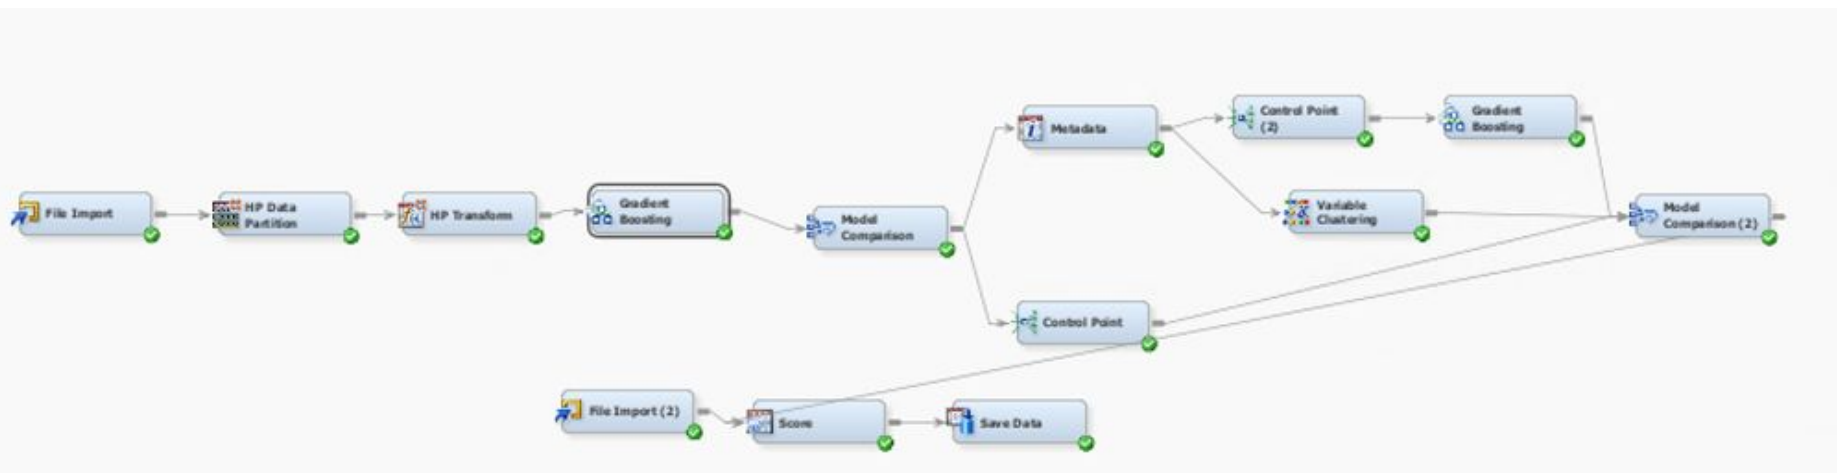 File Import
HP Data
Partition
HP Transform
Gradient
Boosting
Model
Comparison
Metadata
Control Point
(2)
Gradient
Boosting
Variable
Clustering
Model
Comparison (2)
Control Point
File Import (2)
Score
Save Data